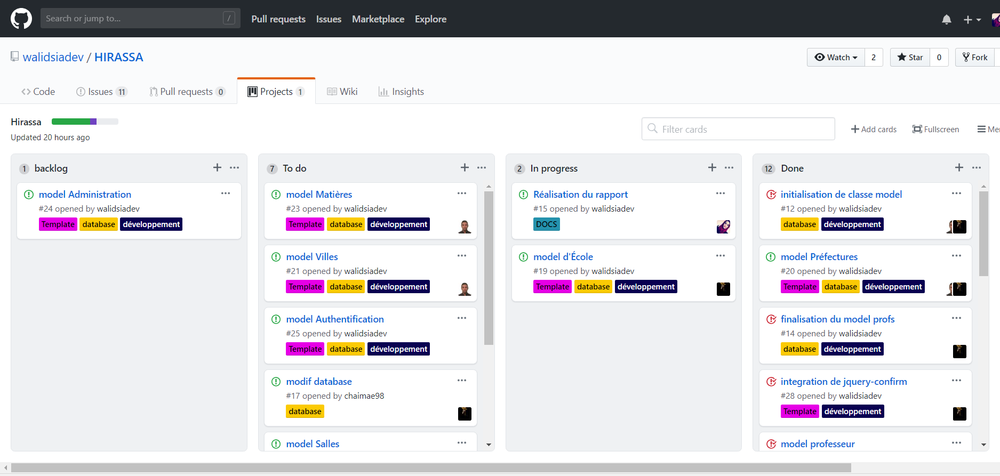 Search or jump to... /
Pull requests Issues Marketplace Explore
walidsiadev / HIRASSA
Watch 2 Star 0 Fork
Code Issues 11 Pull requests 0 Projects 1 Wiki Insights
Hirassa
Updated 20 hours ago
Filter cards
Add cards Fullscreen
1 backlog
model Administration
#24 opened by walidsiadev
Template database développement
7 To do
model Matières
#23 opened by walidsiadev
Template database développement
model Villes
#21 opened by walidsiadev
Template database développement
model Authentification
#25 opened by walidsiadev
Template database développement
modif database
#17 opened by chaimae98
database
model Salles
2 In progress
Réalisation du rapport
#15 opened by walidsiadev
DOCS
model d'École
#19 opened by walidsiadev
Template database développement
12 Done
initialisation de classe model
#12 opened by walidsiadev
database développement
model Préfectures
#20 opened by walidsiadev
Template database développement
finalisation du model profs
#14 opened by walidsiadev
database développement
integration de jquery-confirm
#28 opened by walidsiadev
Template développement
model professeur